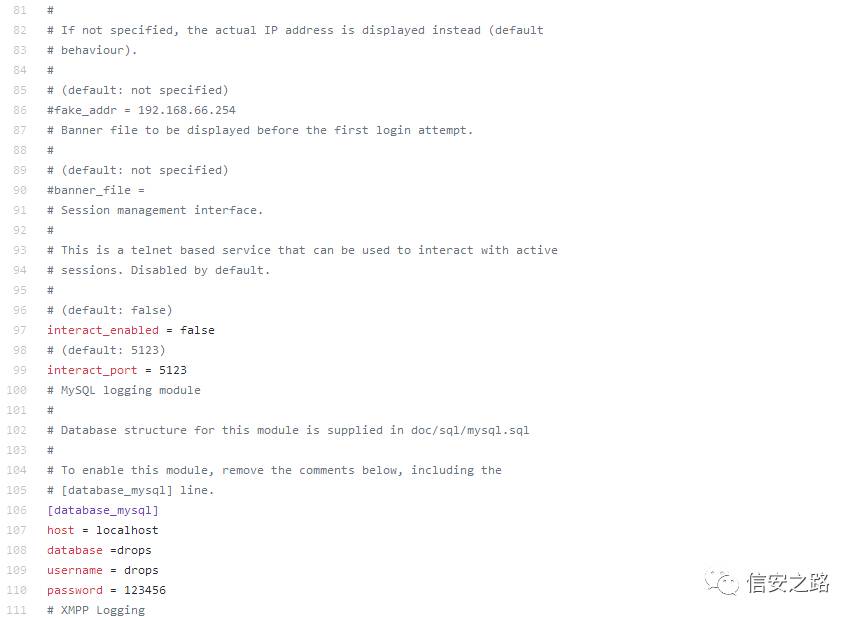 81 #
82 # If not specified, the actual IP address is displayed instead (default
83 # behaviour).
84 #
85 # (default: not specified)
86 #fake_addr = 192.168.66.254
87 # Banner file to be displayed before the first login attempt.
88 #
89 # (default: not specified)
90 #banner_file =
91 # Session management interface.
92 #
93 # This is a telnet based service that can be used to interact with active
94 # sessions. Disabled by default.
95 #
96 # (default: false)
97 interact_enabled = false
98 # (default: 5123)
99 interact_port = 5123
100 # MySQL logging module
101 #
102 # Database structure for this module is supplied in doc/sql/mysql.sql
103 #
104 # To enable this module, remove the comments below, including the
105 # [database_mysql] line.
106 [database_mysql]
107 host = localhost
108 database =drops
109 username = drops
110 password = 123456
111 # XMPP Logging
信安之路